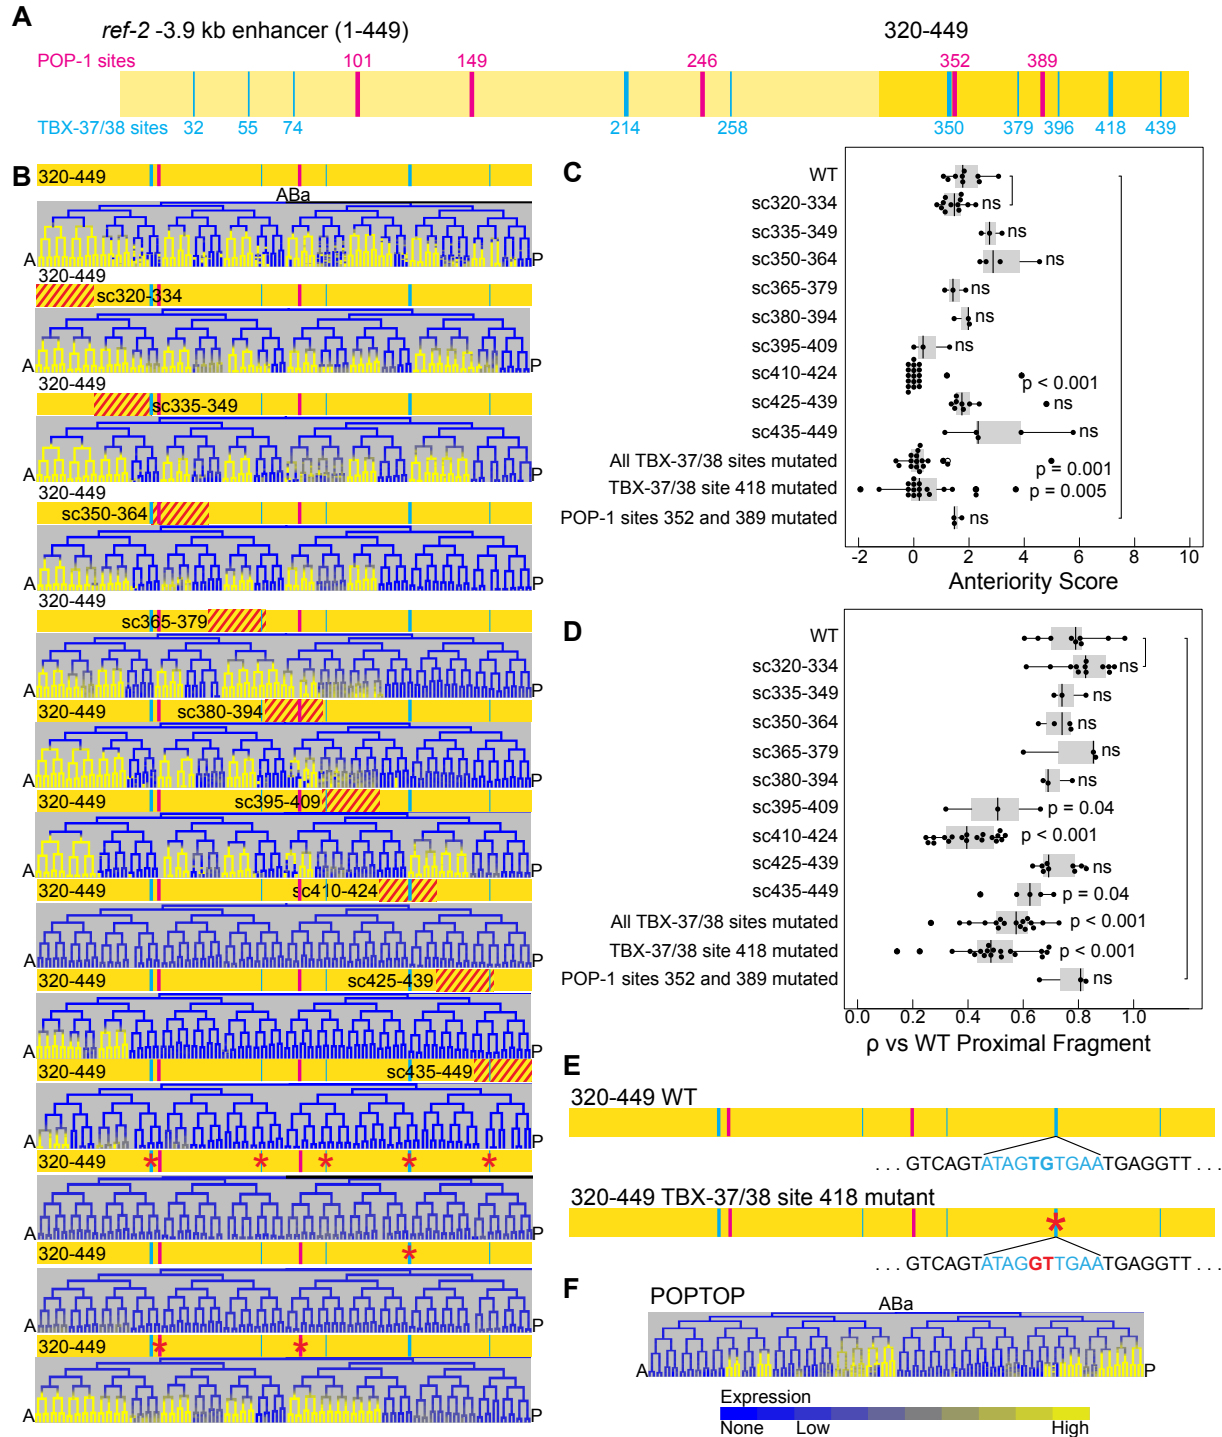 A
ref-2 -3.9 kb enhancer (1-449)
320-449
POP-1 sites
101
149
246
352
389
TBX-37/38 sites
32
55
74
214
258
350
379
396
418
439
B
320-449
ABa
A
P
320-449
sc320-334
A
P
320-449
sc335-349
A
P
320-449
sc350-364
A
P
320-449
sc365-379
A
P
320-449
sc380-394
A
P
320-449
sc395-409
A
P
320-449
sc410-424
A
P
320-449
sc425-439
A
P
320-449
sc435-449
A
P
320-449
* * * * *
A
P
320-449
*
A
P
320-449
* *
A
P
C
WT
sc320-334 ns
sc335-349 ns
sc350-364 ns
sc365-379 ns
sc380-394 ns
sc395-409 ns
sc410-424 p < 0.001
sc425-439 ns
sc435-449 ns
All TBX-37/38 sites mutated p = 0.001
TBX-37/38 site 418 mutated p = 0.005
POP-1 sites 352 and 389 mutated ns
-2 0 2 4 6 8 10
Anteriority Score
D
WT
sc320-334 ns
sc335-349 ns
sc350-364 ns
sc365-379 ns
sc380-394 ns
sc395-409 p = 0.04
sc410-424 p < 0.001
sc425-439 ns
sc435-449 p = 0.04
All TBX-37/38 sites mutated p < 0.001
TBX-37/38 site 418 mutated p < 0.001
POP-1 sites 352 and 389 mutated ns
0.0 0.2 0.4 0.6 0.8 1.0
ρ vs WT Proximal Fragment
E
320-449 WT
. . . GTCAGTATAGTGTGAATGAGGTT . . .
320-449 TBX-37/38 site 418 mutant
*
. . . GTCAGTATAGGTTGAATGAGGTT . . .
F
POPTOP
ABa
A
P
Expression
None Low High